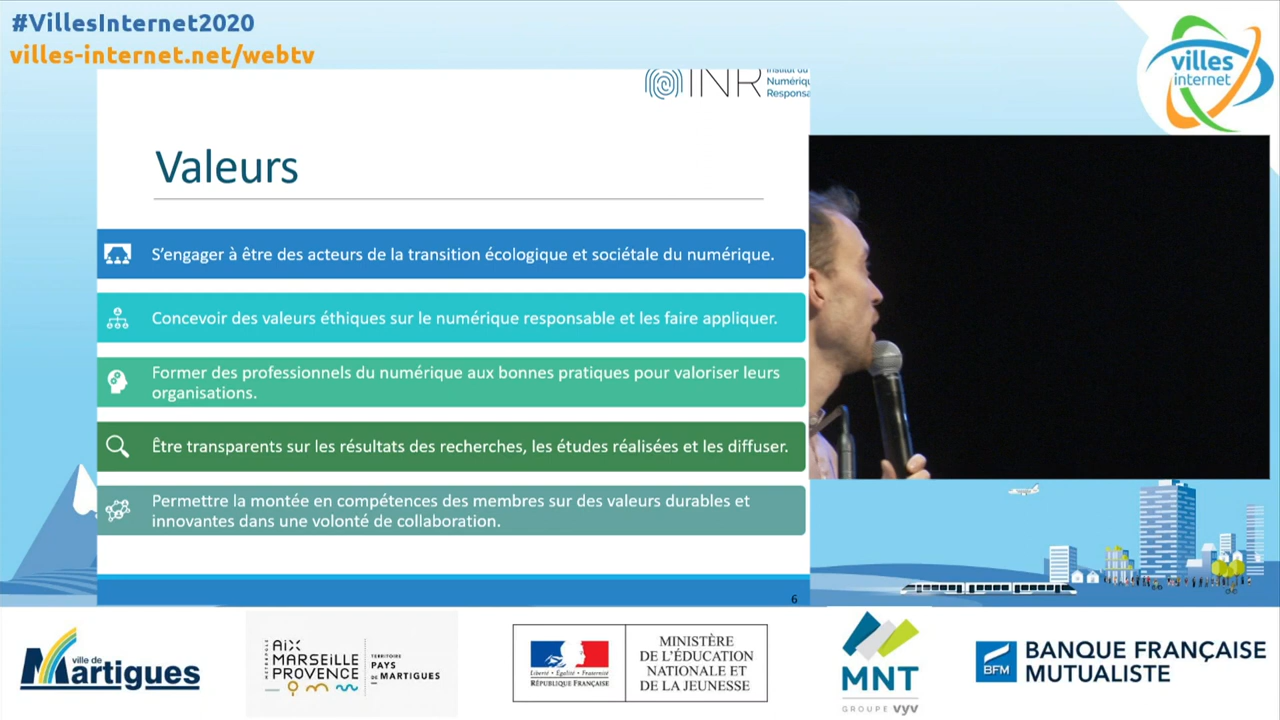 #VillesInternet2020
villes-internet.net/webtv
villes
internet
INR
Institut du
Numériqu
Responsa
Valeurs
S'engager à être des acteurs de la transition écologique et sociétale du numérique.
Concevoir des valeurs éthiques sur le numérique responsable et les faire appliquer.
Former des professionnels du numérique aux bonnes pratiques pour valoriser leurs
organisations.
Être transparents sur les résultats des recherches, les études réalisées et les diffuser.
Permettre la montée en compétences des membres sur des valeurs durables et
innovantes dans une volonté de collaboration.
6
ville de
Martigues
MÉTROPOLE
AIX
MARSEILLE
PROVENCE
TERRITOIRE
PAYS
DE MARTIGUES
Liberté • Égalité • Fraternité
RÉPUBLIQUE FRANÇAISE
MINISTÈRE
DE L'ÉDUCATION
NATIONALE ET
DE LA JEUNESSE
MNT
GROUPE vyv
BFM
BANQUE FRANÇAISE
MUTUALISTE